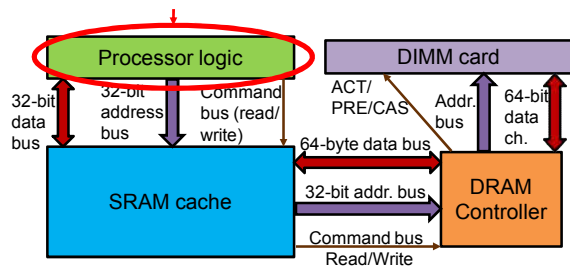 Processor logic
DIMM card
32-bit
data
bus
32-bit
address
bus
Command
bus (read/
write)
ACT/
PRE/CAS
Addr.
bus
64-bit
data
ch.
64-byte data bus
SRAM cache
32-bit addr. bus
DRAM
Controller
Command bus
Read/Write